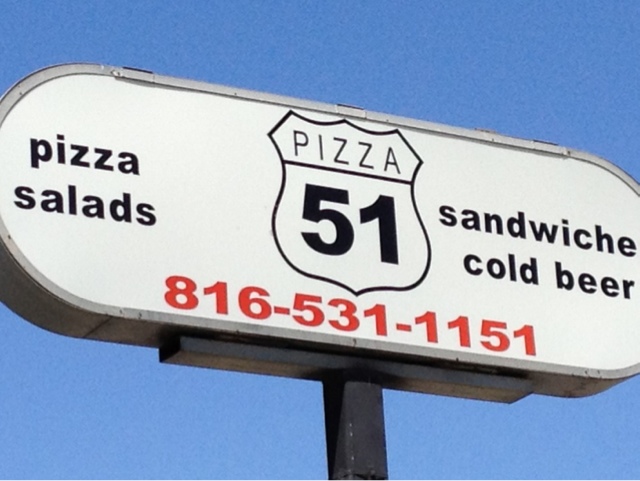 pizza
salads
PIZZA
51
sandwiche
cold beer
816-531-1151